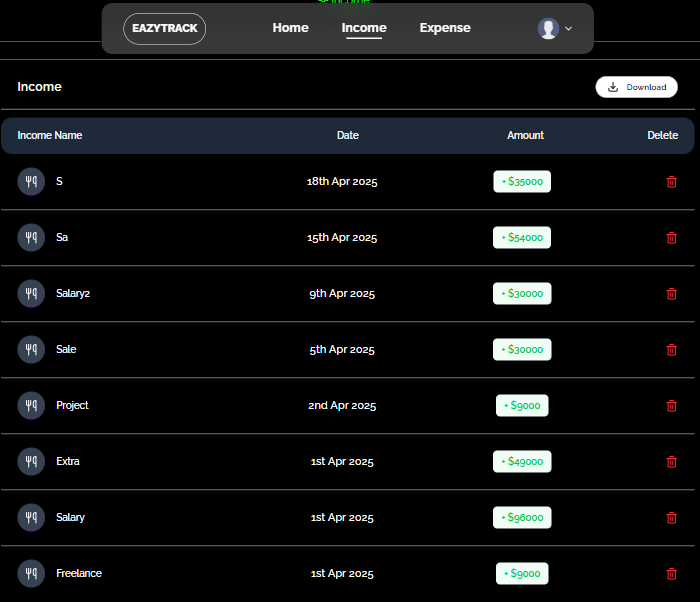 Income
EAZYTRACK Home Income Expense
Income Download
Income Name Date Amount Delete
S 18th Apr 2025 + $35000
Sa 15th Apr 2025 + $54000
Salary2 9th Apr 2025 + $30000
Sale 5th Apr 2025 + $30000
Project 2nd Apr 2025 + $9000
Extra 1st Apr 2025 + $49000
Salary 1st Apr 2025 + $96000
Freelance 1st Apr 2025 + $9000